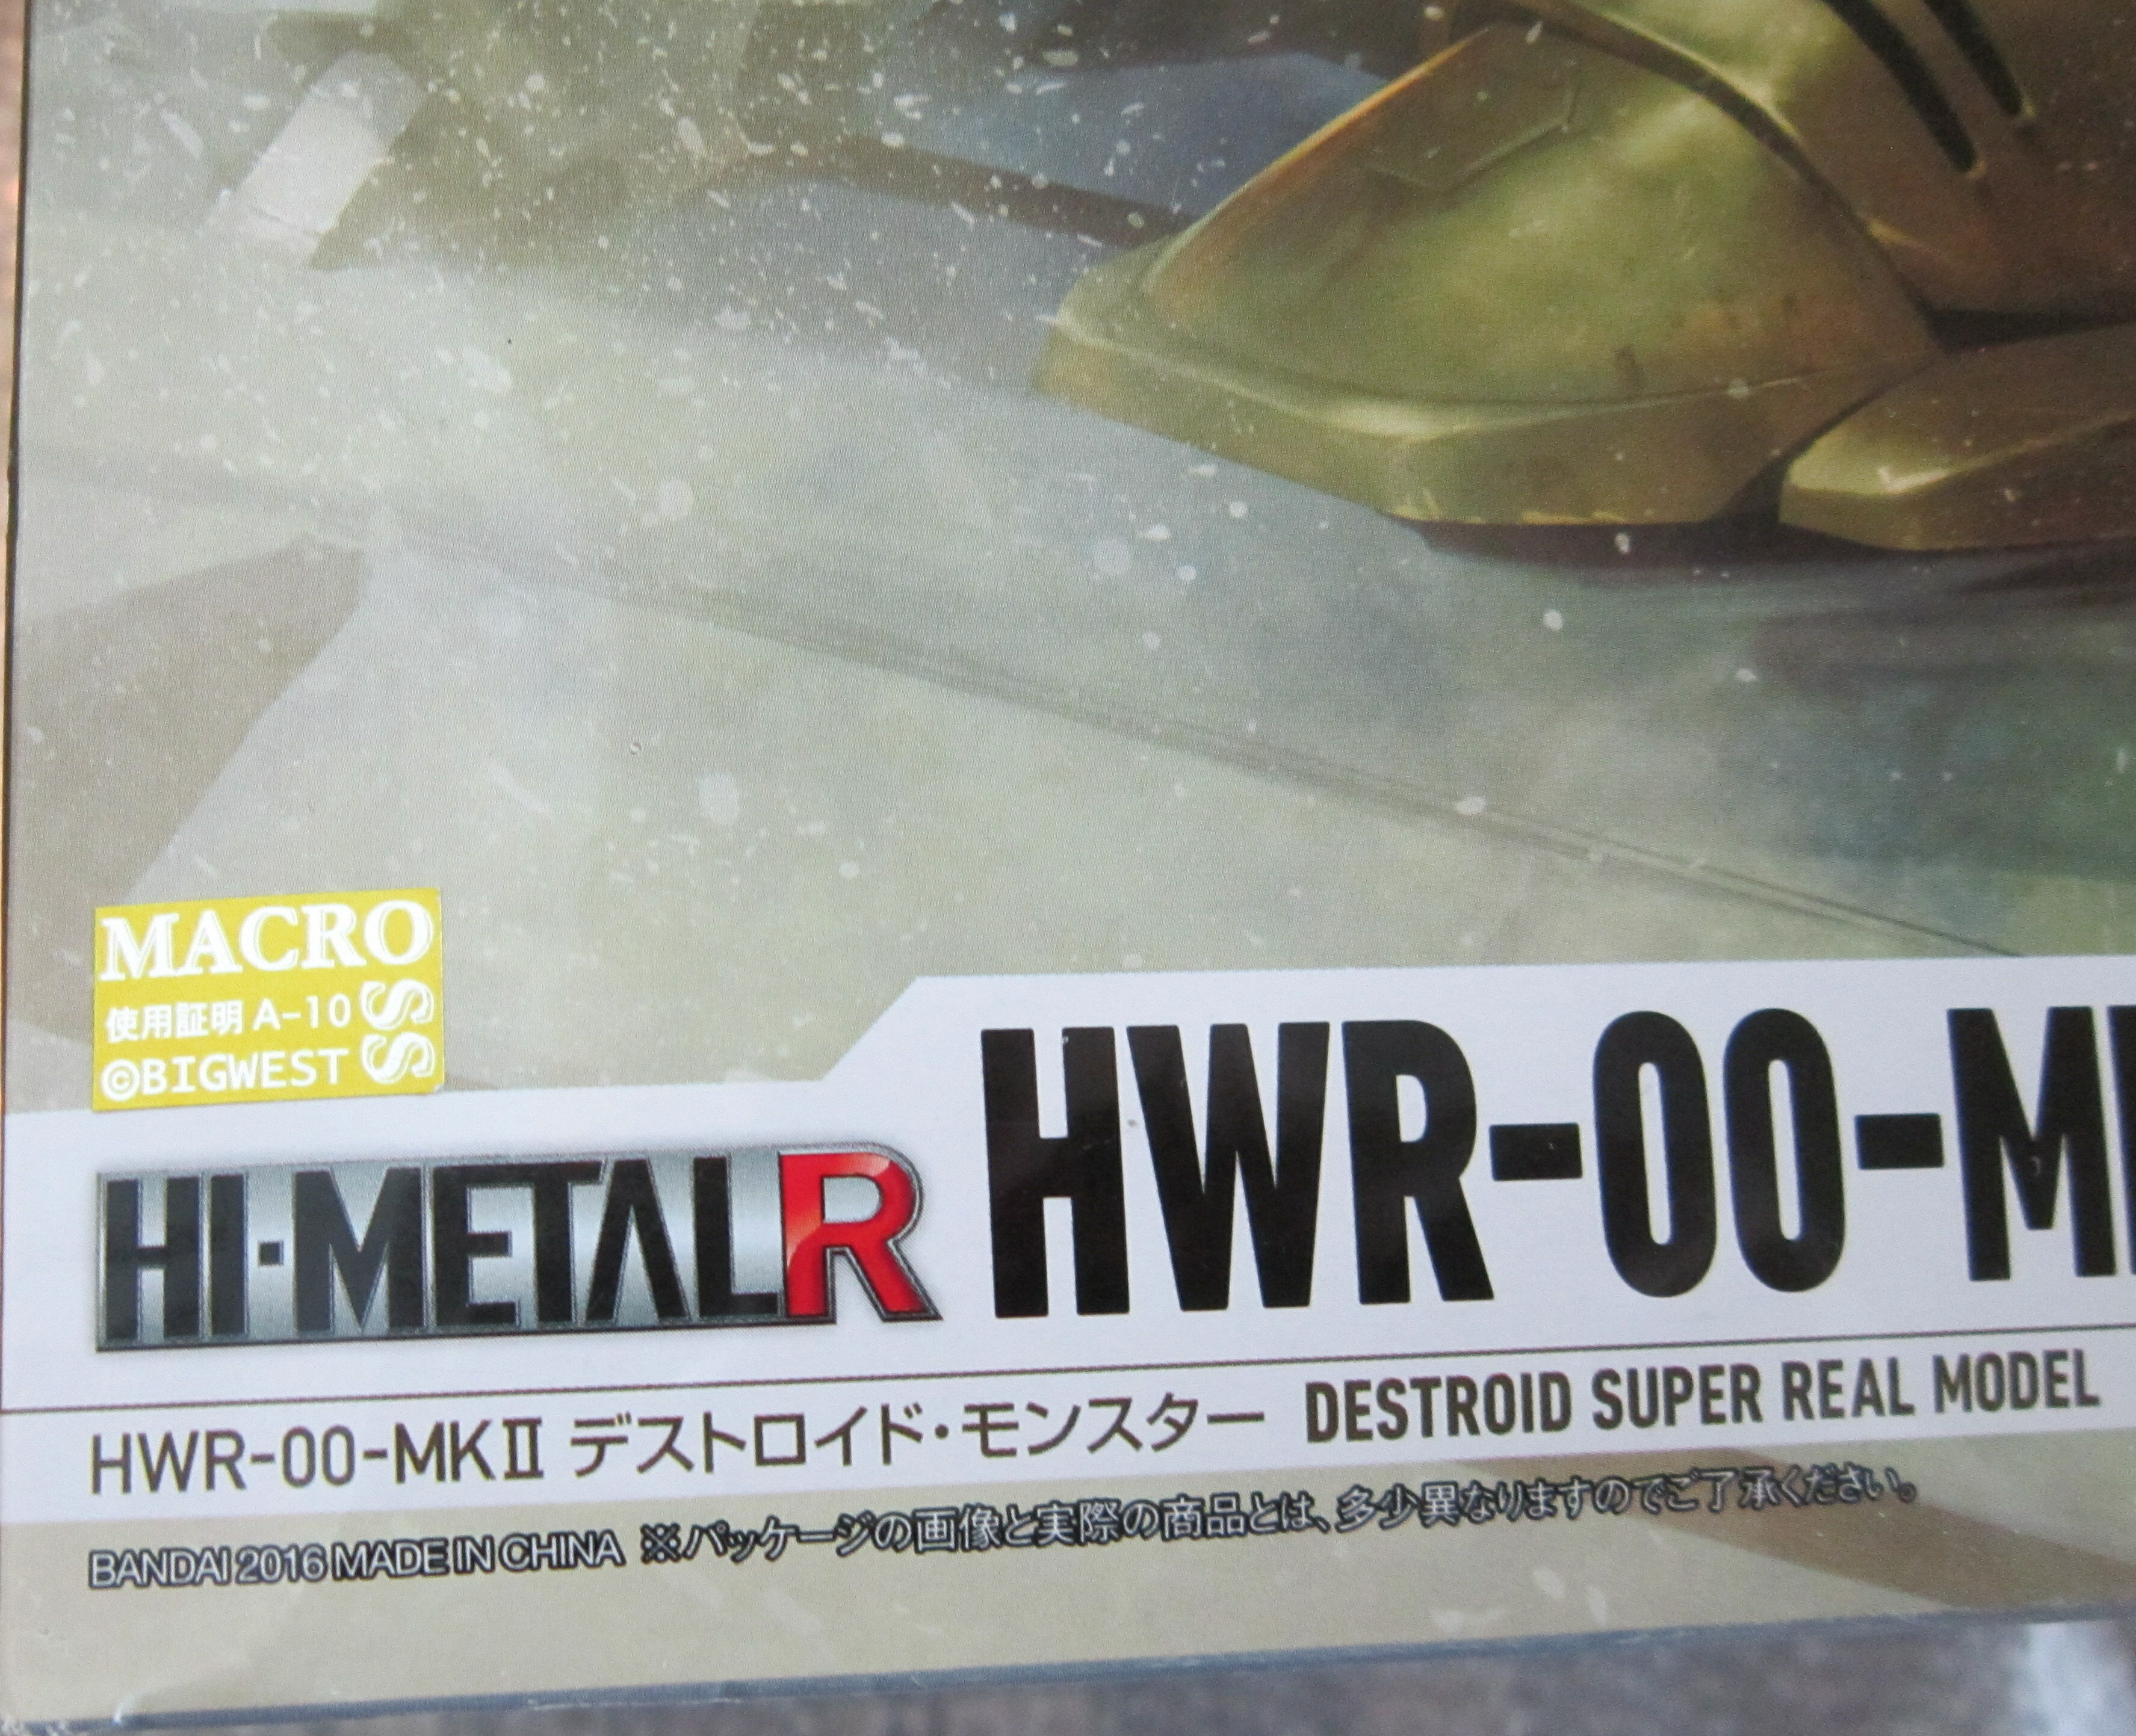 MACROSS
使用証明 A-10
©BIGWEST
HI-METAL R
HWR-00-M
HWR-00-MKⅡ デストロイド・モンスター DESTROID SUPER REAL MODEL
BANDAI 2016 MADE IN CHINA ※パッケージの画像と実際の商品とは、多少異なりますのでご了承ください。